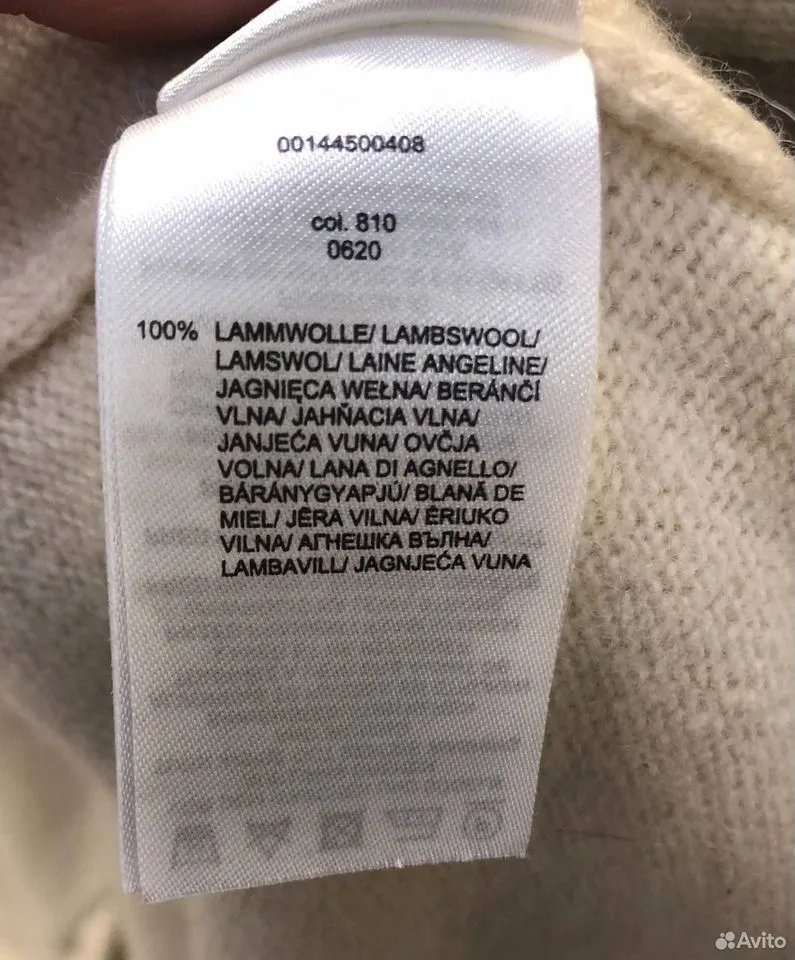 00144500408
col. 810
0620
100% LAMMWOLLE/ LAMBSWOOL/
LAMSWOL/ LAINE ANGELINE/
JAGNIĘCA WEŁNA/ BERÁNČÍ
VLNA/ JAHŇACIA VLNA/
JANJEĆA VUNA/ OVČJA
VOLNA/ LANA DI AGNELLO/
BÁRÁNYGYAPJÚ/ BLANĂ DE
MIEL/ JĒRA VILNA/ ĖRIUKO
VILNA/ АГНЕШКА ВЪЛНА/
LAMBAVILL/ JAGNJEĆA VUNA
Avito